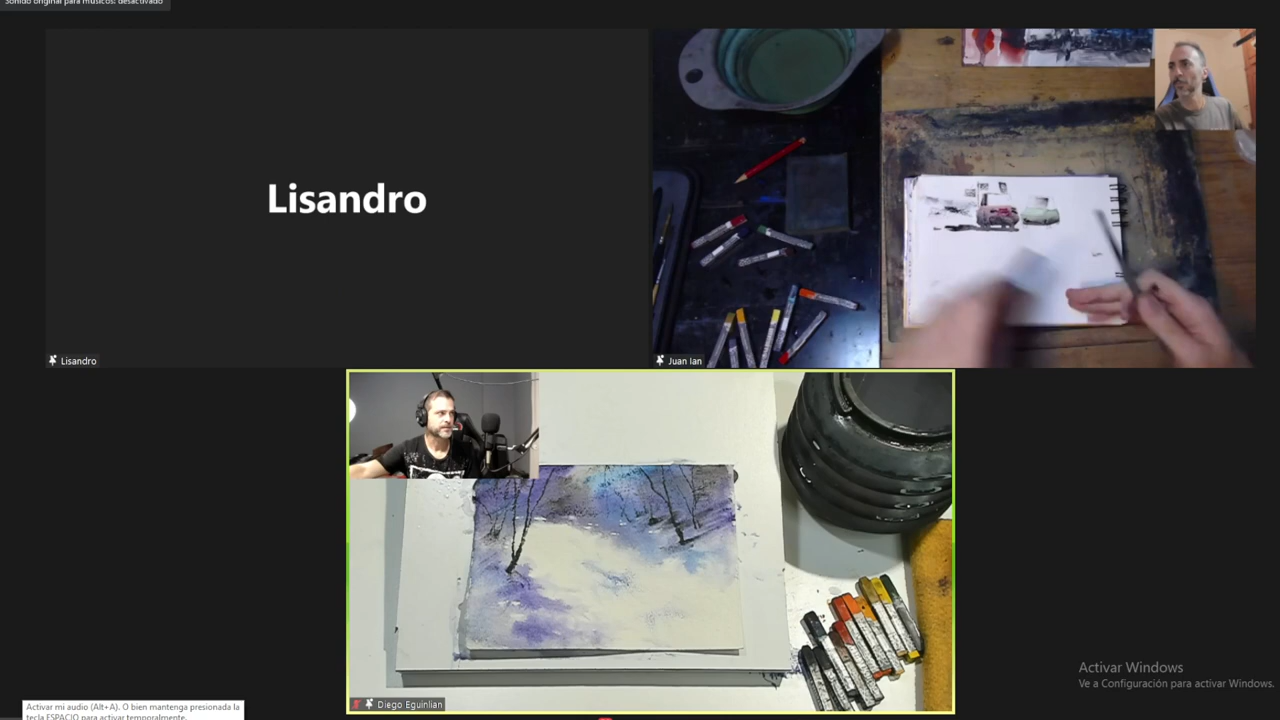 Sonido original para músicos: desactivado
Lisandro
Lisandro
Juan Ian
Diego Eguinlian
Activar Windows
Ve a Configuración para activar Windows.
Activar mi audio (Alt+A). O bien mantenga presionada la
tecla ESPACIO para activar temporalmente.